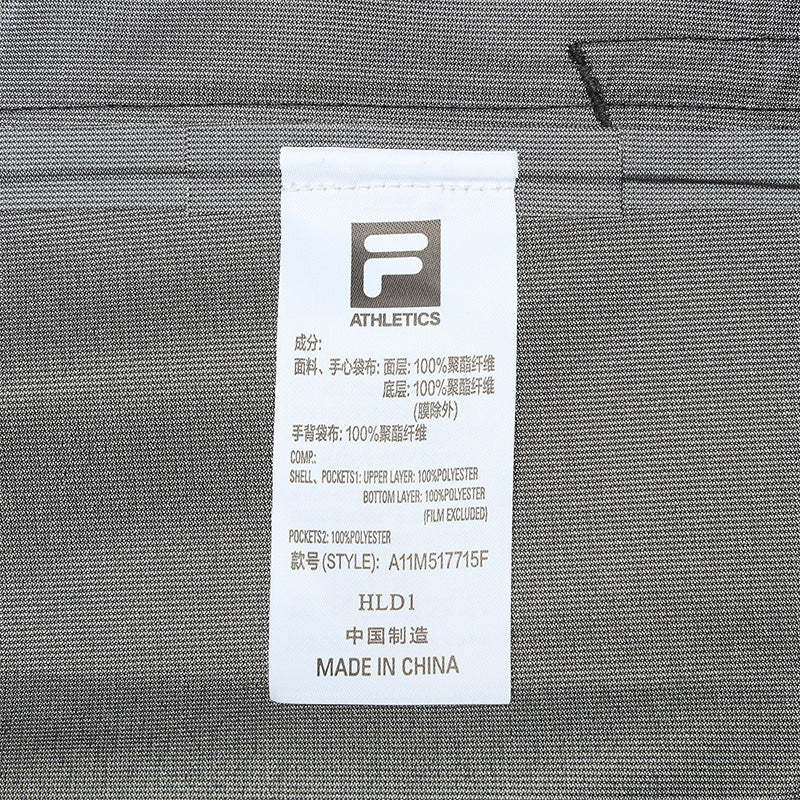 F
ATHLETICS
成分:
面料、手心袋布: 面层: 100%聚酯纤维
底层: 100%聚酯纤维
(膜除外)
手背袋布: 100%聚酯纤维
COMP.:
SHELL、POCKETS1: UPPER LAYER: 100%POLYESTER
BOTTOM LAYER: 100%POLYESTER
(FILM EXCLUDED)
POCKETS2: 100%POLYESTER
款号(STYLE): A11M517715F
HLD1
中国制造
MADE IN CHINA